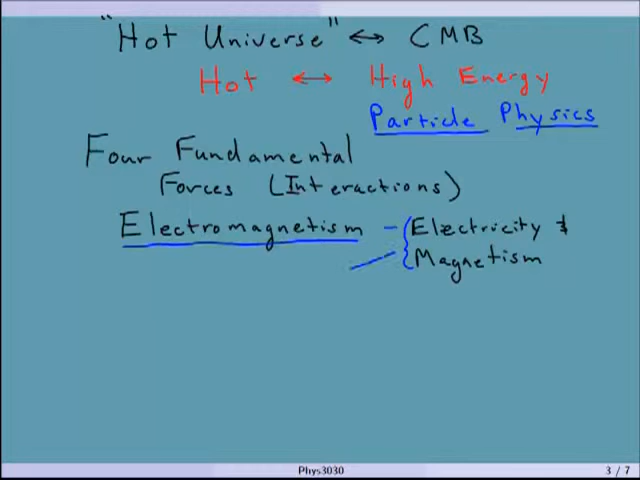 "Hot Universe" ↔ CMB
Hot ↔ High Energy
Particle Physics
Four Fundamental
Forces (Interactions)
Electromagnetism - { Electricity &
Magnetism
Phys3030
3 / 7